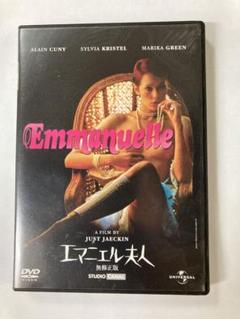 ALAIN CUNY SYLVIA KRISTEL MARIKA GREEN
Emmanuelle
A FILM BY
JUST JAECKIN
エマニエル夫人
無修正版
DVD
STUDIO CANAL
UNIVERSAL